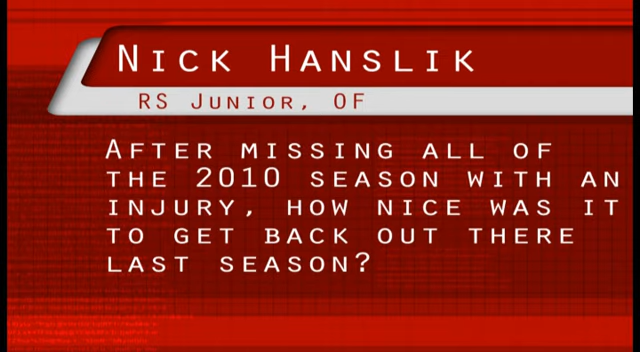 Nick Hanslik
RS Junior, OF
After missing all of
the 2010 season with an
injury, how nice was it
to get back out there
last season?